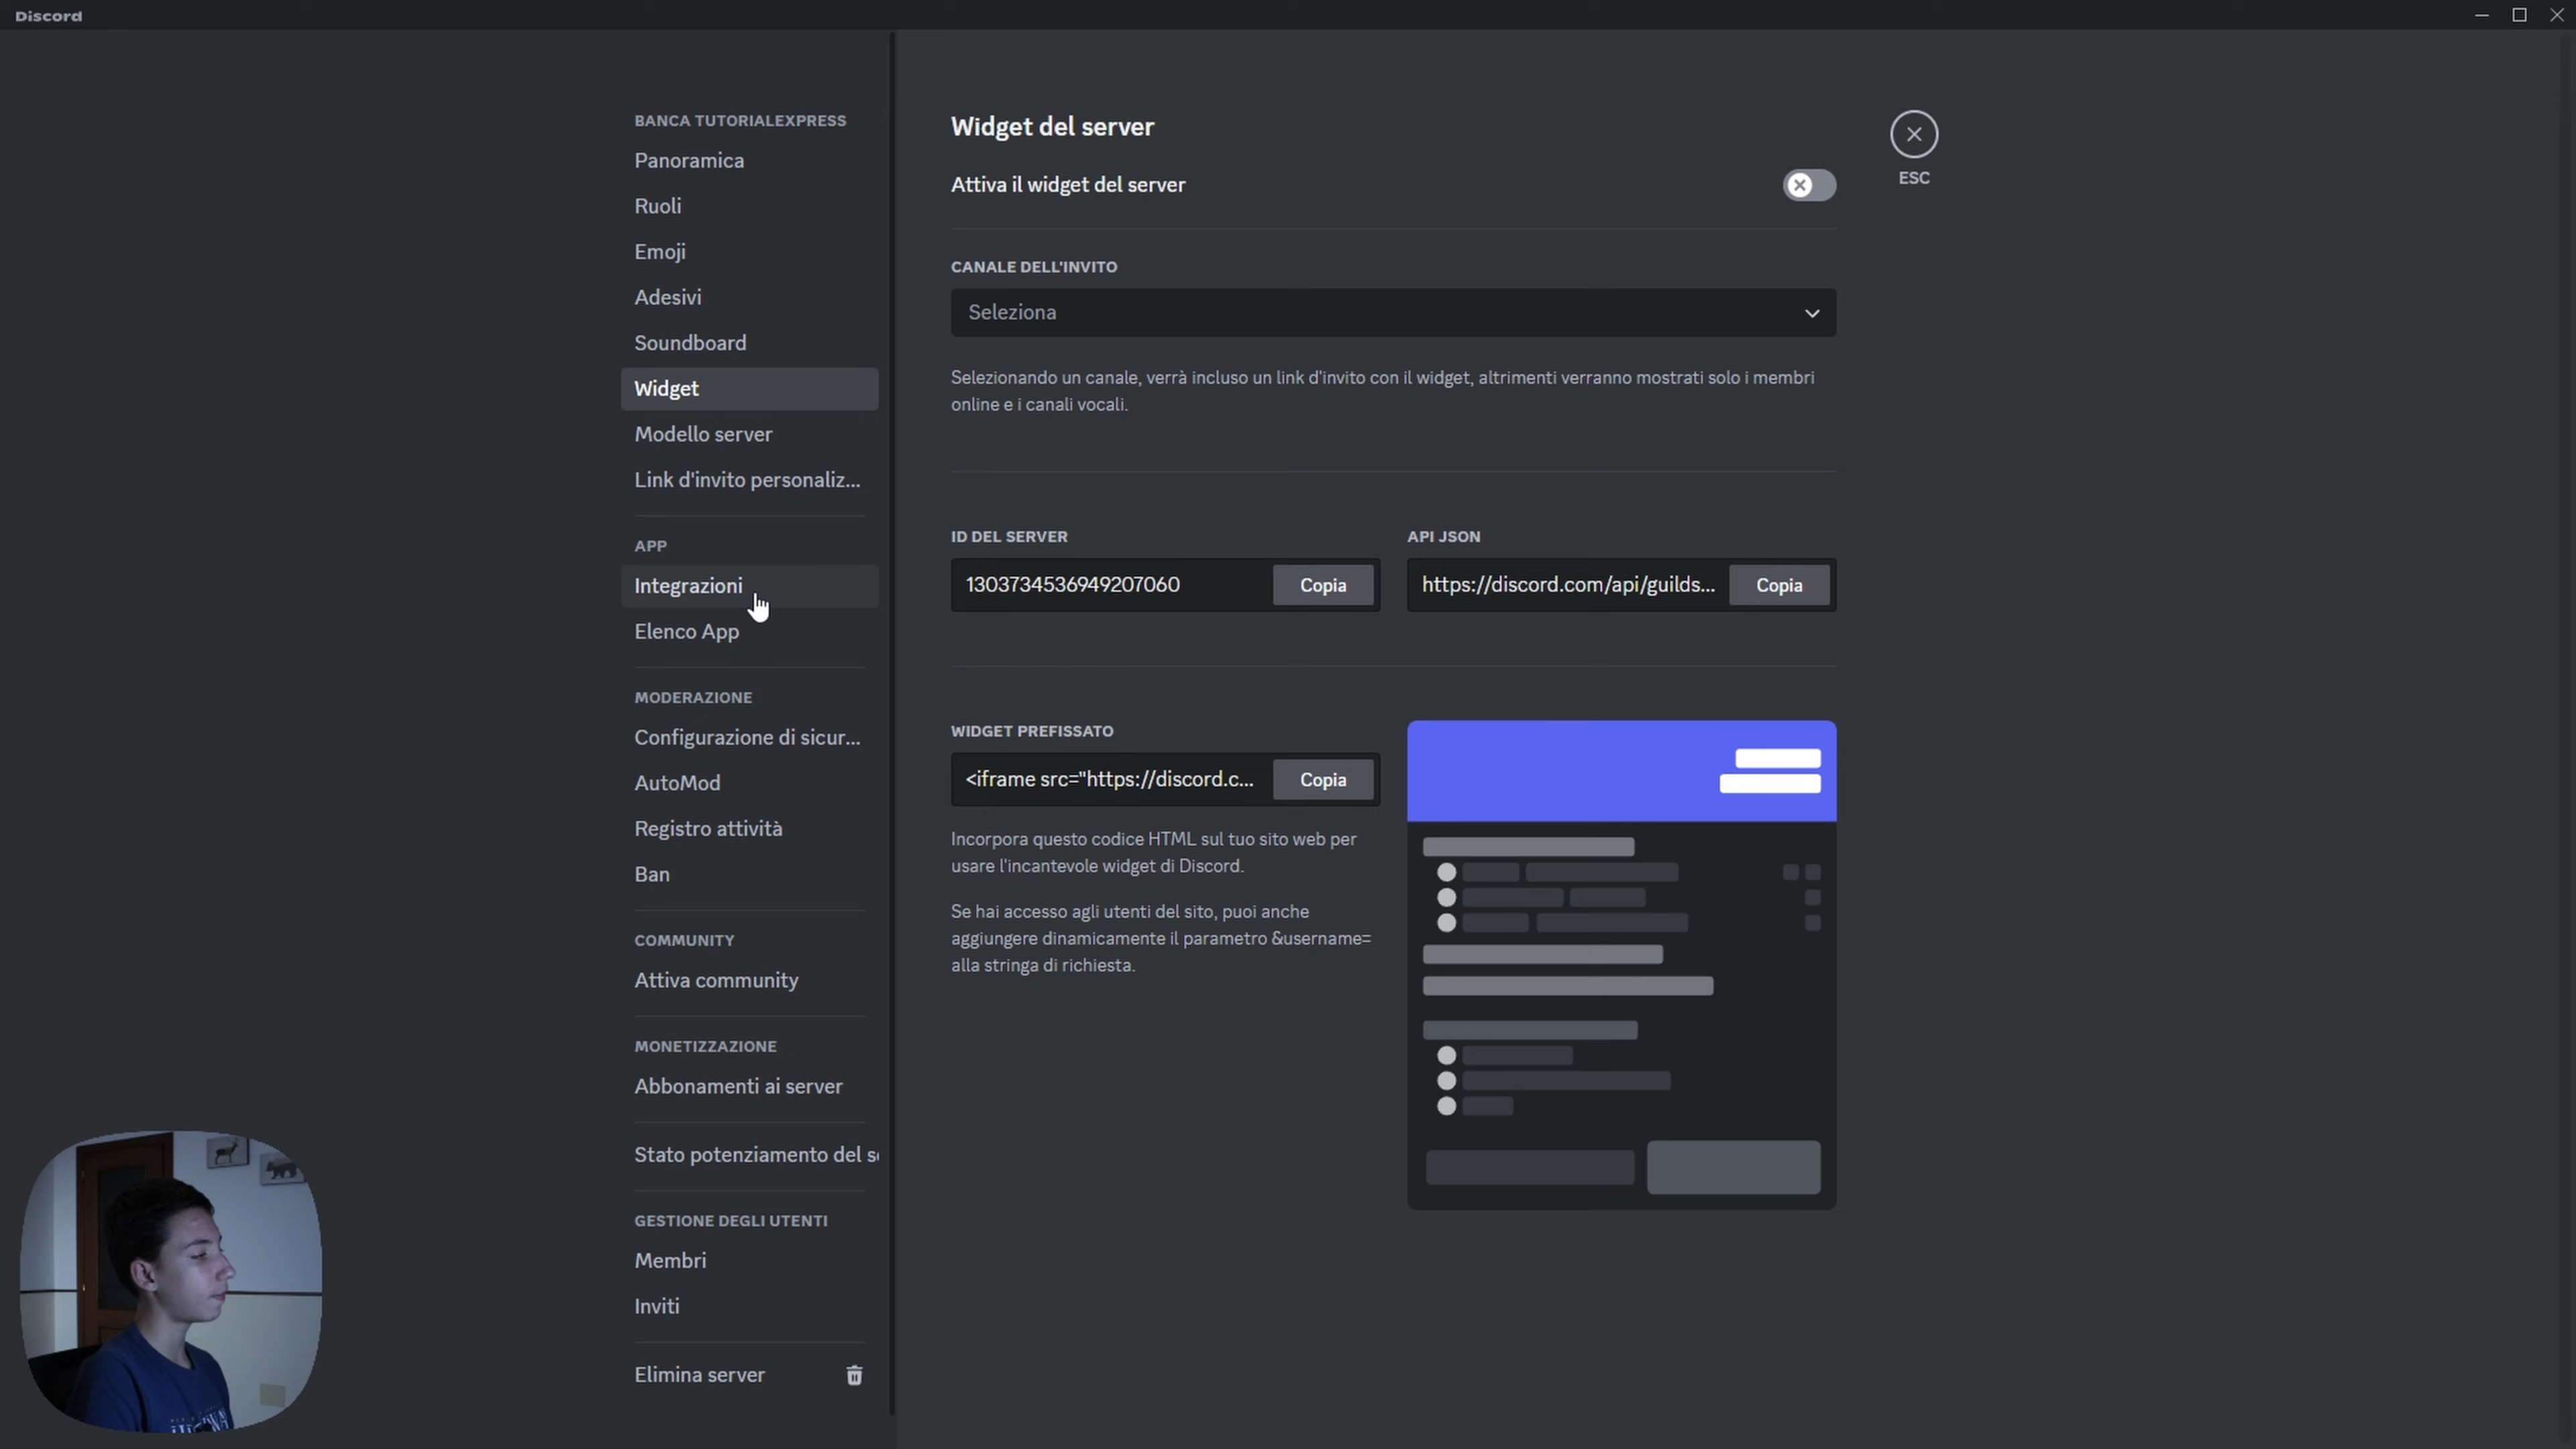 Discord
BANCA TUTORIALEXPRESS
Panoramica
Ruoli
Emoji
Adesivi
Soundboard
Widget
Modello server
Link d'invito personaliz...
APP
Integrazioni
Elenco App
MODERAZIONE
Configurazione di sicur...
AutoMod
Registro attività
Ban
COMMUNITY
Attiva community
MONETIZZAZIONE
Abbonamenti ai server
Stato potenziamento del s
GESTIONE DEGLI UTENTI
Membri
Inviti
Elimina server
Widget del server
Attiva il widget del server
ESC
CANALE DELL'INVITO
Seleziona
Selezionando un canale, verrà incluso un link d'invito con il widget, altrimenti verranno mostrati solo i membri
online e i canali vocali.
ID DEL SERVER
1303734536949207060
Copia
API JSON
https://discord.com/api/guilds...
Copia
WIDGET PREFISSATO
<iframe src="https://discord.c...
Copia
Incorpora questo codice HTML sul tuo sito web per
usare l'incantevole widget di Discord.
Se hai accesso agli utenti del sito, puoi anche
aggiungere dinamicamente il parametro &username=
alla stringa di richiesta.